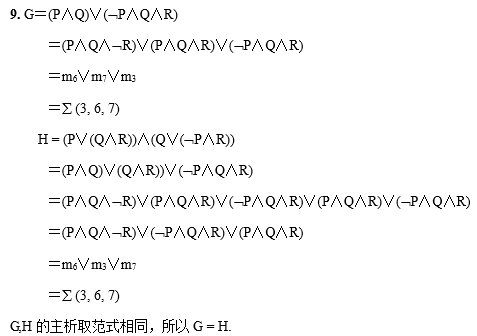 9. G＝(P∧Q)∨(¬P∧Q∧R)
＝(P∧Q∧¬R)∨(P∧Q∧R)∨(¬P∧Q∧R)
＝m₆∨m₇∨m₃
＝∑ (3, 6, 7)
H = (P∨(Q∧R))∧(Q∨(¬P∧R))
＝(P∧Q)∨(Q∧R))∨(¬P∧Q∧R)
＝(P∧Q∧¬R)∨(P∧Q∧R)∨(¬P∧Q∧R)∨(P∧Q∧R)∨(¬P∧Q∧R)
＝(P∧Q∧¬R)∨(¬P∧Q∧R)∨(P∧Q∧R)
＝m₆∨m₃∨m₇
＝∑ (3, 6, 7)
G,H 的主析取范式相同，所以 G = H.